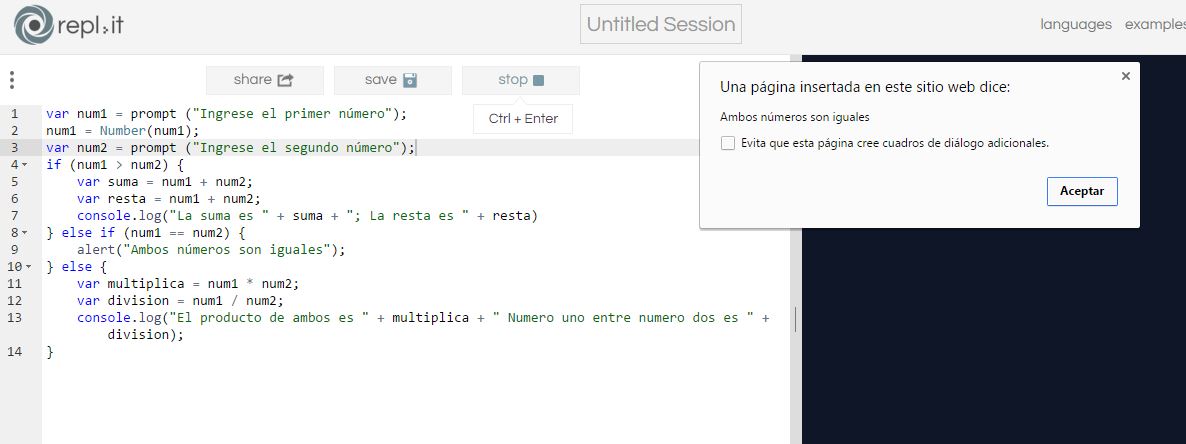 repl.it
Untitled Session
languages
examples
share
save
stop
Ctrl + Enter
1 var num1 = prompt ("Ingrese el primer número");
2 num1 = Number(num1);
3 var num2 = prompt ("Ingrese el segundo número");
4 if (num1 > num2) {
5 var suma = num1 + num2;
6 var resta = num1 + num2;
7 console.log("La suma es " + suma + "; La resta es " + resta)
8 } else if (num1 == num2) {
9 alert("Ambos números son iguales");
10 } else {
11 var multiplica = num1 * num2;
12 var division = num1 / num2;
13 console.log("El producto de ambos es " + multiplica + " Numero uno entre numero dos es " +
division);
14 }
Una página insertada en este sitio web dice:
Ambos números son iguales
Evita que esta página cree cuadros de diálogo adicionales.
Aceptar